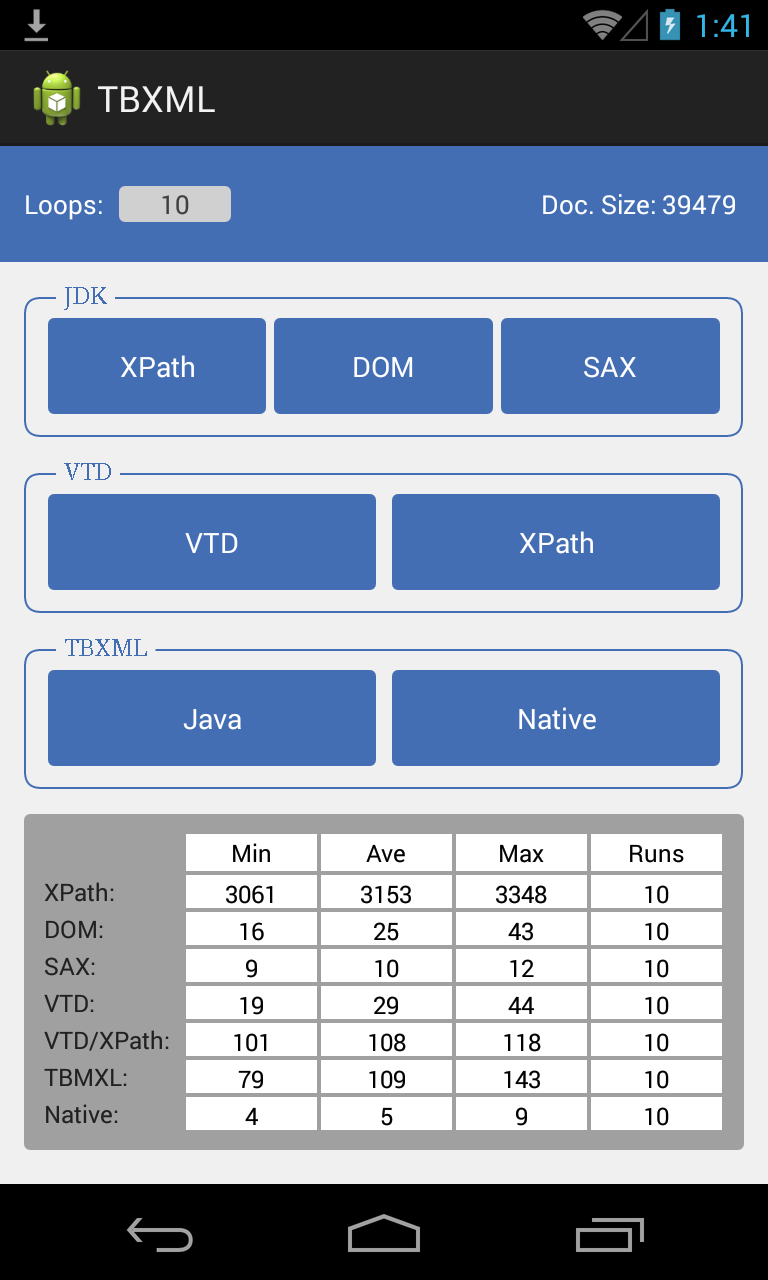 1:41
TBXML
Loops: 10 Doc. Size: 39479
JDK
XPath DOM SAX
VTD
VTD XPath
TBXML
Java Native
Min Ave Max Runs
XPath: 3061 3153 3348 10
DOM: 16 25 43 10
SAX: 9 10 12 10
VTD: 19 29 44 10
VTD/XPath: 101 108 118 10
TBMXL: 79 109 143 10
Native: 4 5 9 10